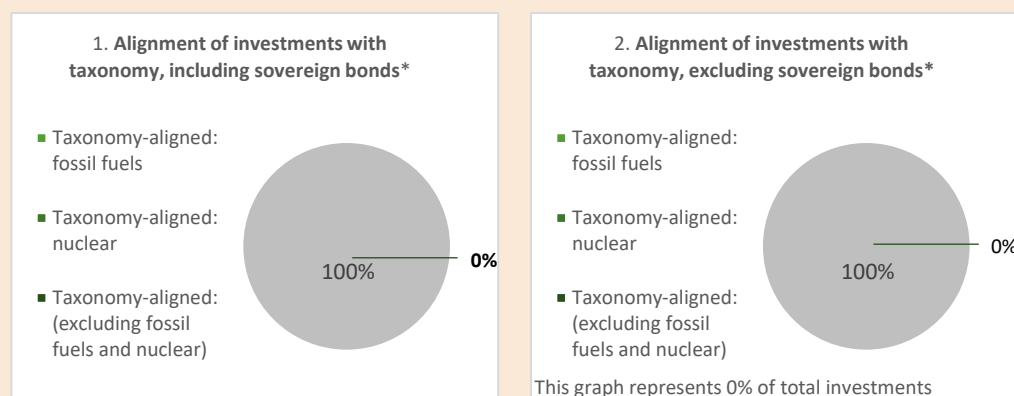 1. Alignment of investments with
taxonomy, including sovereign bonds*
Taxonomy-aligned:
fossil fuels
Taxonomy-aligned:
nuclear
Taxonomy-aligned:
(excluding fossil
fuels and nuclear)
100%
0%
2. Alignment of investments with
taxonomy, excluding sovereign bonds*
Taxonomy-aligned:
fossil fuels
Taxonomy-aligned:
nuclear
Taxonomy-aligned:
(excluding fossil
fuels and nuclear)
100%
0%
This graph represents 0% of total investments